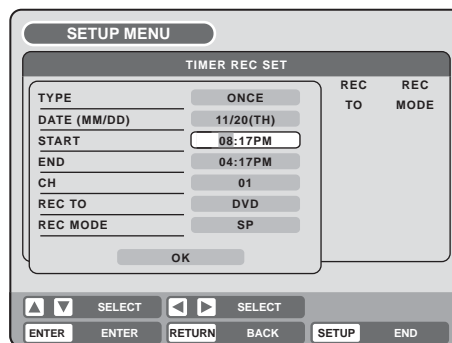 SETUP MENU
TIMER REC SET
REC TO
REC MODE
TYPE ONCE
DATE (MM/DD) 11/20(TH)
START 08:17PM
END 04:17PM
CH 01
REC TO DVD
REC MODE SP
OK
SELECT SELECT
ENTER ENTER RETURN BACK SETUP END